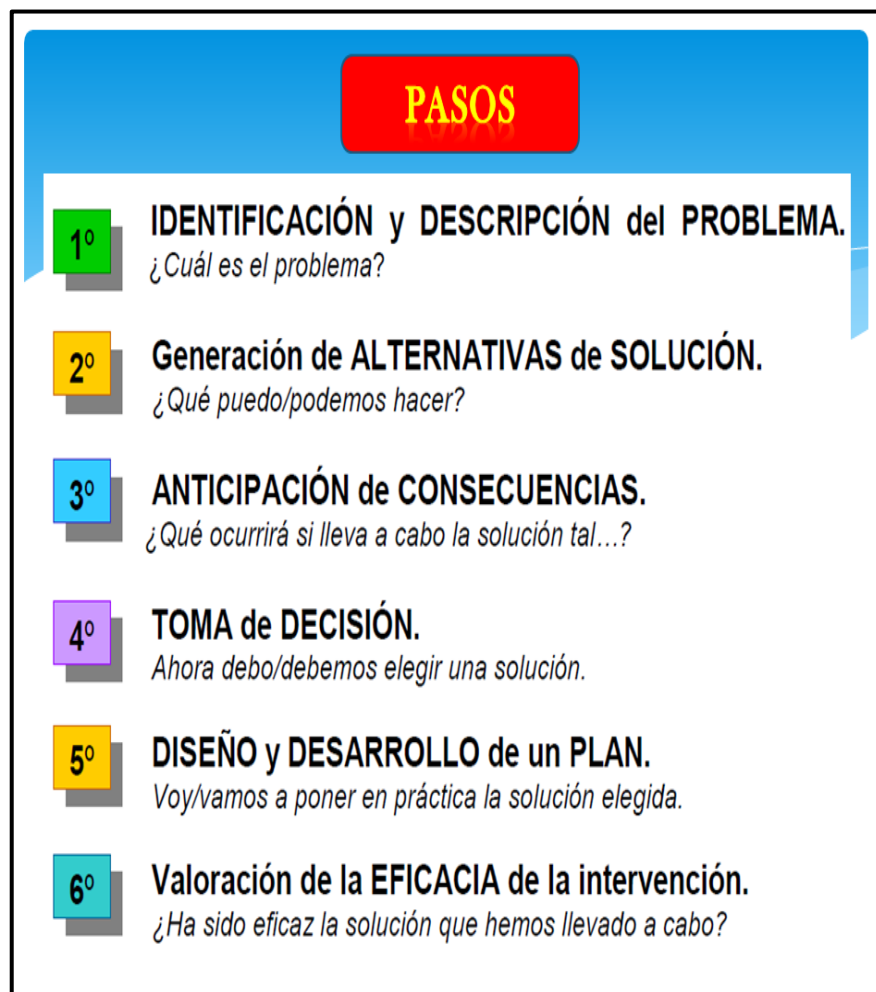 PASOS
1º
IDENTIFICACIÓN y DESCRIPCIÓN del PROBLEMA.
¿Cuál es el problema?
2º
Generación de ALTERNATIVAS de SOLUCIÓN.
¿Qué puedo/podemos hacer?
3º
ANTICIPACIÓN de CONSECUENCIAS.
¿Qué ocurrirá si lleva a cabo la solución tal…?
4º
TOMA de DECISIÓN.
Ahora debo/debemos elegir una solución.
5º
DISEÑO y DESARROLLO de un PLAN.
Voy/vamos a poner en práctica la solución elegida.
6º
Valoración de la EFICACIA de la intervención.
¿Ha sido eficaz la solución que hemos llevado a cabo?